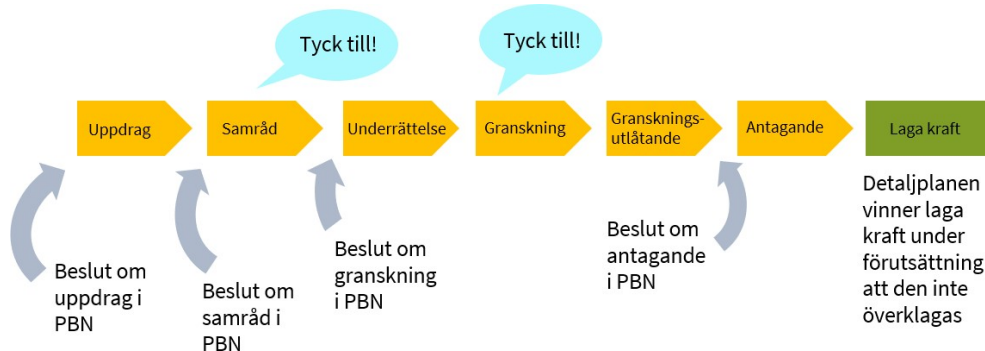 Tyck till!
Tyck till!
Uppdrag
Samråd
Underrättelse
Granskning
Gransknings-
utlåtande
Antagande
Laga kraft
Beslut om
uppdrag i
PBN
Beslut om
samråd i
PBN
Beslut om
granskning
i PBN
Beslut om
antagande
i PBN
Detaljplanen
vinner laga
kraft under
förutsättning
att den inte
överklagas